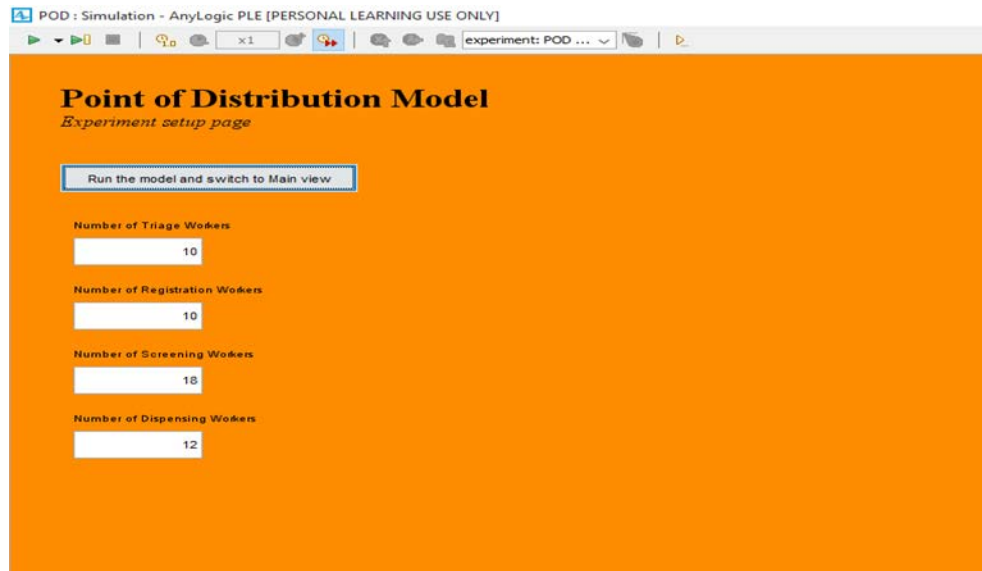 POD : Simulation - AnyLogic PLE [PERSONAL LEARNING USE ONLY]
x1 experiment: POD ...
Point of Distribution Model
Experiment setup page
Run the model and switch to Main view
Number of Triage Workers
10
Number of Registration Workers
10
Number of Screening Workers
18
Number of Dispensing Workers
12